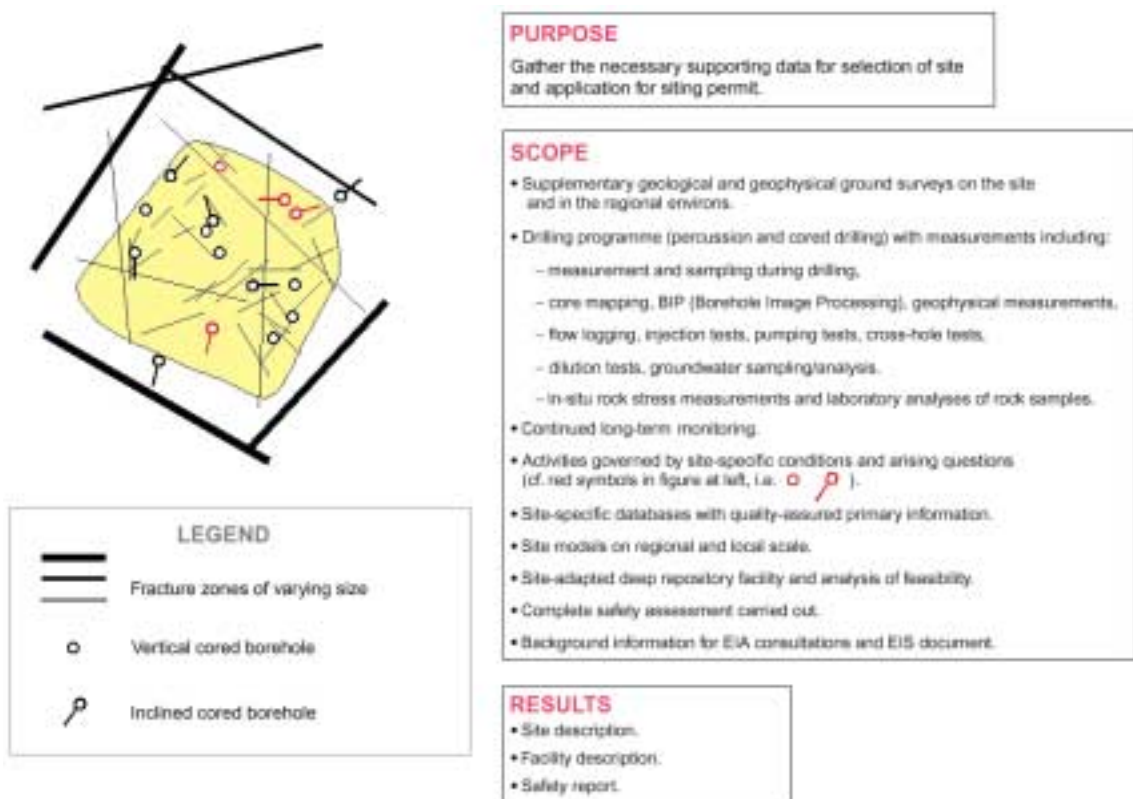 PURPOSE
Gather the necessary supporting data for selection of site
and application for siting permit.
SCOPE
• Supplementary geological and geophysical ground surveys on the site
and in the regional environs.
• Drilling programme (percussion and cored drilling) with measurements including:
– measurement and sampling during drilling,
– core mapping, BIP (Borehole Image Processing), geophysical measurements,
– flow logging, injection tests, pumping tests, cross-hole tests,
– dilution tests, groundwater sampling/analysis.
– In-situ rock stress measurements and laboratory analyses of rock samples.
• Continued long-term monitoring.
• Activities governed by site-specific conditions and arising questions
(cf. red symbols in figure at left, i.e. ).
• Site-specific databases with quality-assured primary information.
• Site models on regional and local scale.
• Site-adapted deep repository facility and analysis of feasibility.
• Complete safety assessment carried out.
• Background information for EIA consultations and EIS document.
RESULTS
• Site description.
• Facility description.
• Safety report.
LEGEND
Fracture zones of varying size
Vertical cored borehole
Inclined cored borehole